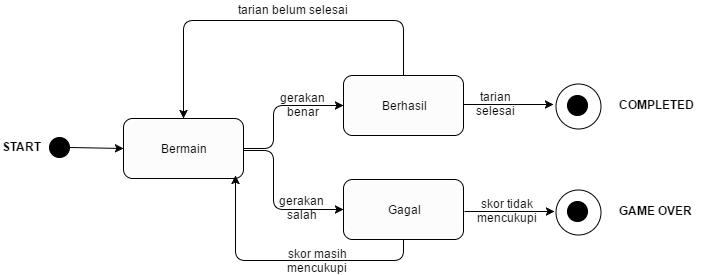 tarian belum selesai
gerakan
benar
Berhasil
tarian
selesai
COMPLETED
START
Bermain
gerakan
salah
Gagal
skor tidak
mencukupi
GAME OVER
skor masih
mencukupi